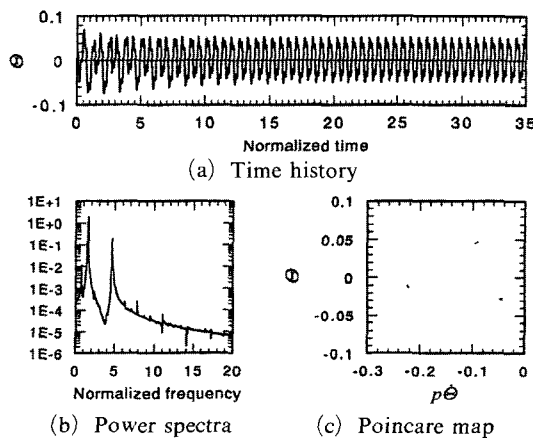 0.1
Θ 0
-0.1
0 5 10 15 20 25 30 35
Normalized time
(a) Time history
1E+1
1E+0
1E-1
1E-2
1E-3
1E-4
1E-5
1E-6
0 5 10 15 20
Normalized frequency
(b) Power spectra
0.1
0.05
Θ 0
-0.05
-0.1
-0.3 -0.2 -0.1 0
pΘ̇
(c) Poincare map